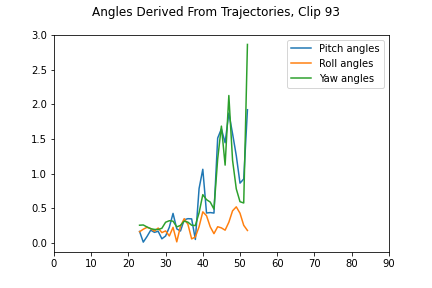 Angles Derived From Trajectories, Clip 93
3.0
2.5
2.0
1.5
1.0
0.5
0.0
Pitch angles
Roll angles
Yaw angles
0 10 20 30 40 50 60 70 80 90